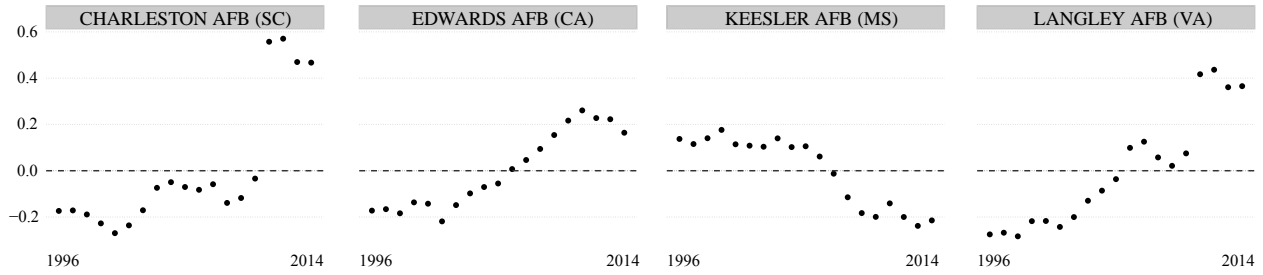 CHARLESTON AFB (SC) EDWARDS AFB (CA) KEESLER AFB (MS) LANGLEY AFB (VA)
0.6
0.4
0.2
0.0
−0.2
1996 2014 1996 2014 1996 2014 1996 2014